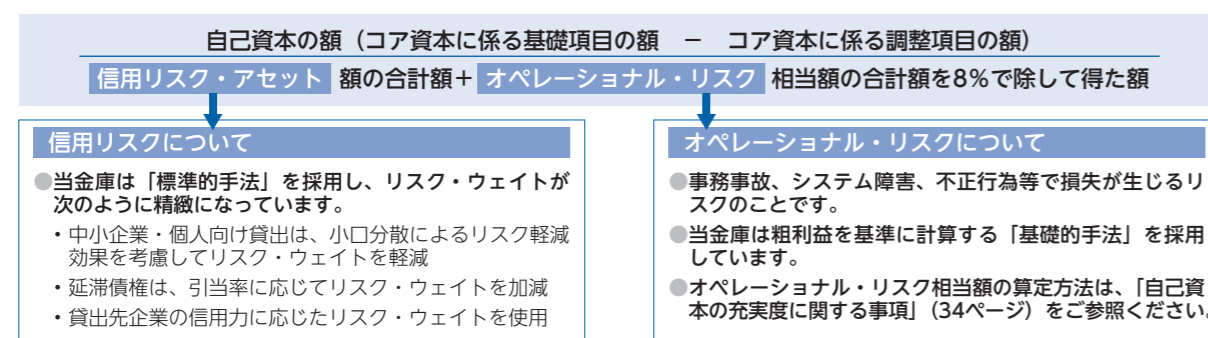 自己資本の額（コア資本に係る基礎項目の額　－　コア資本に係る調整項目の額）
信用リスク・アセット 額の合計額＋ オペレーショナル・リスク 相当額の合計額を8％で除して得た額
信用リスクについて
●当金庫は「標準的手法」を採用し、リスク・ウェイトが
次のように精緻になっています。
・中小企業・個人向け貸出は、小口分散によるリスク軽減
効果を考慮してリスク・ウェイトを軽減
・延滞債権は、引当率に応じてリスク・ウェイトを加減
・貸出先企業の信用力に応じたリスク・ウェイトを使用
オペレーショナル・リスクについて
●事務事故、システム障害、不正行為等で損失が生じるリ
スクのことです。
●当金庫は粗利益を基準に計算する「基礎的手法」を採用
しています。
●オペレーショナル・リスク相当額の算定方法は、「自己資
本の充実度に関する事項」（34ページ）をご参照ください。